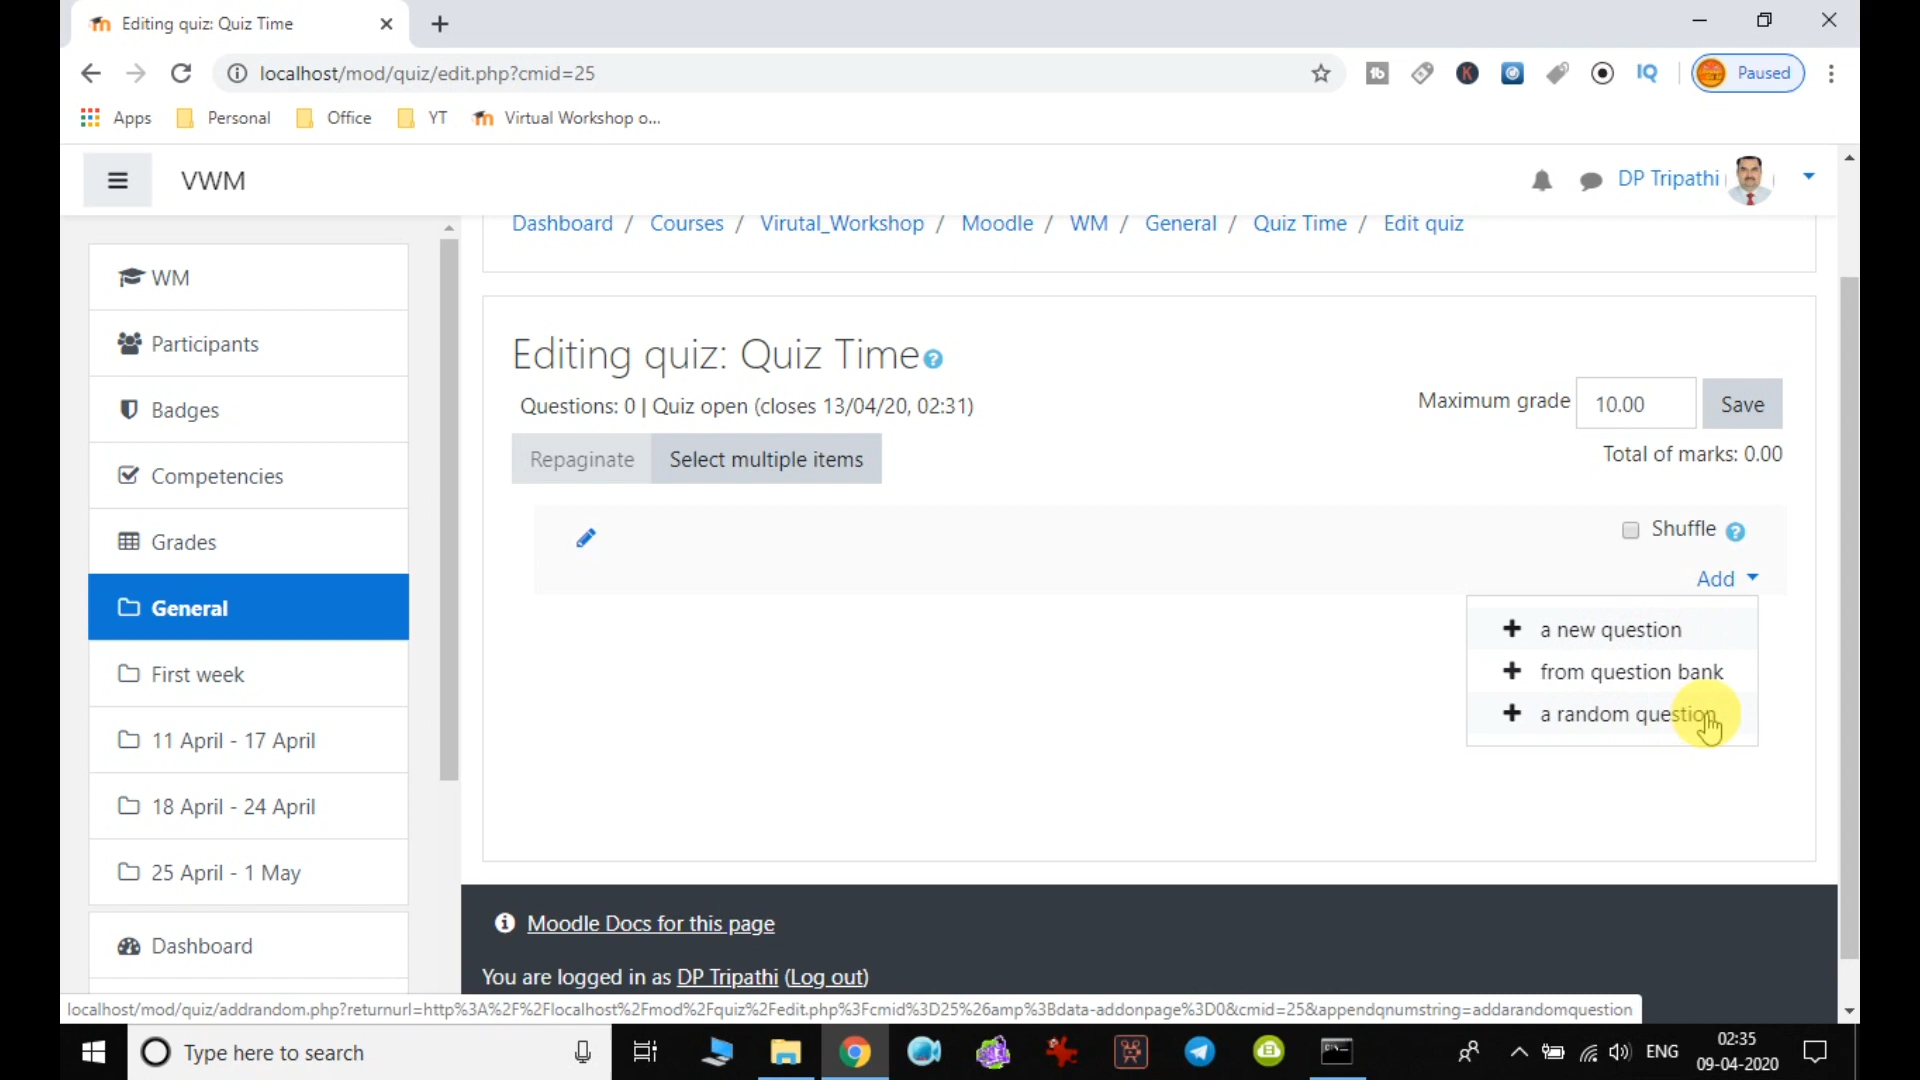 Editing quiz: Quiz Time
localhost/mod/quiz/edit.php?cmid=25
Paused
Apps
Personal
Office
YT
Virtual Workshop o...
VWM
DP Tripathi
Dashboard / Courses / Virutal_Workshop / Moodle / WM / General / Quiz Time / Edit quiz
WM
Participants
Badges
Competencies
Grades
General
First week
11 April - 17 April
18 April - 24 April
25 April - 1 May
Dashboard
Editing quiz: Quiz Time
Questions: 0 | Quiz open (closes 13/04/20, 02:31)
Maximum grade 10.00 Save
Total of marks: 0.00
Repaginate Select multiple items
Shuffle
Add
a new question
from question bank
a random question
Moodle Docs for this page
You are logged in as DP Tripathi (Log out)
localhost/mod/quiz/addrandom.php?returnurl=http%3A%2F%2Flocalhost%2Fmod%2Fquiz%2Fedit.php%3Fcmid%3D25%26amp%3Bdata-addonpage%3D0&cmid=25&appendqnumstring=addarandomquestion
Type here to search
ENG
02:35
09-04-2020